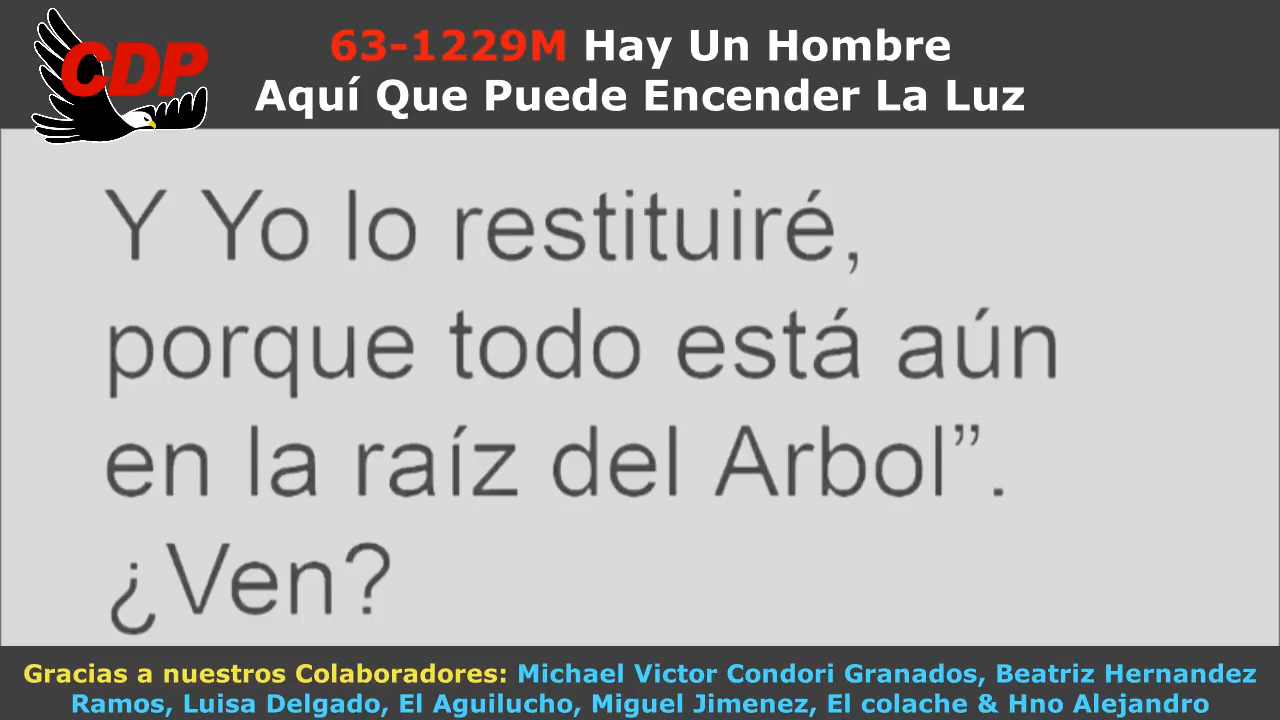 CDP
63-1229M Hay Un Hombre
Aquí Que Puede Encender La Luz
Y Yo lo restituiré,
porque todo está aún
en la raíz del Arbol”.
¿Ven?
Gracias a nuestros Colaboradores: Michael Victor Condori Granados, Beatriz Hernandez
Ramos, Luisa Delgado, El Aguilucho, Miguel Jimenez, El colache & Hno Alejandro